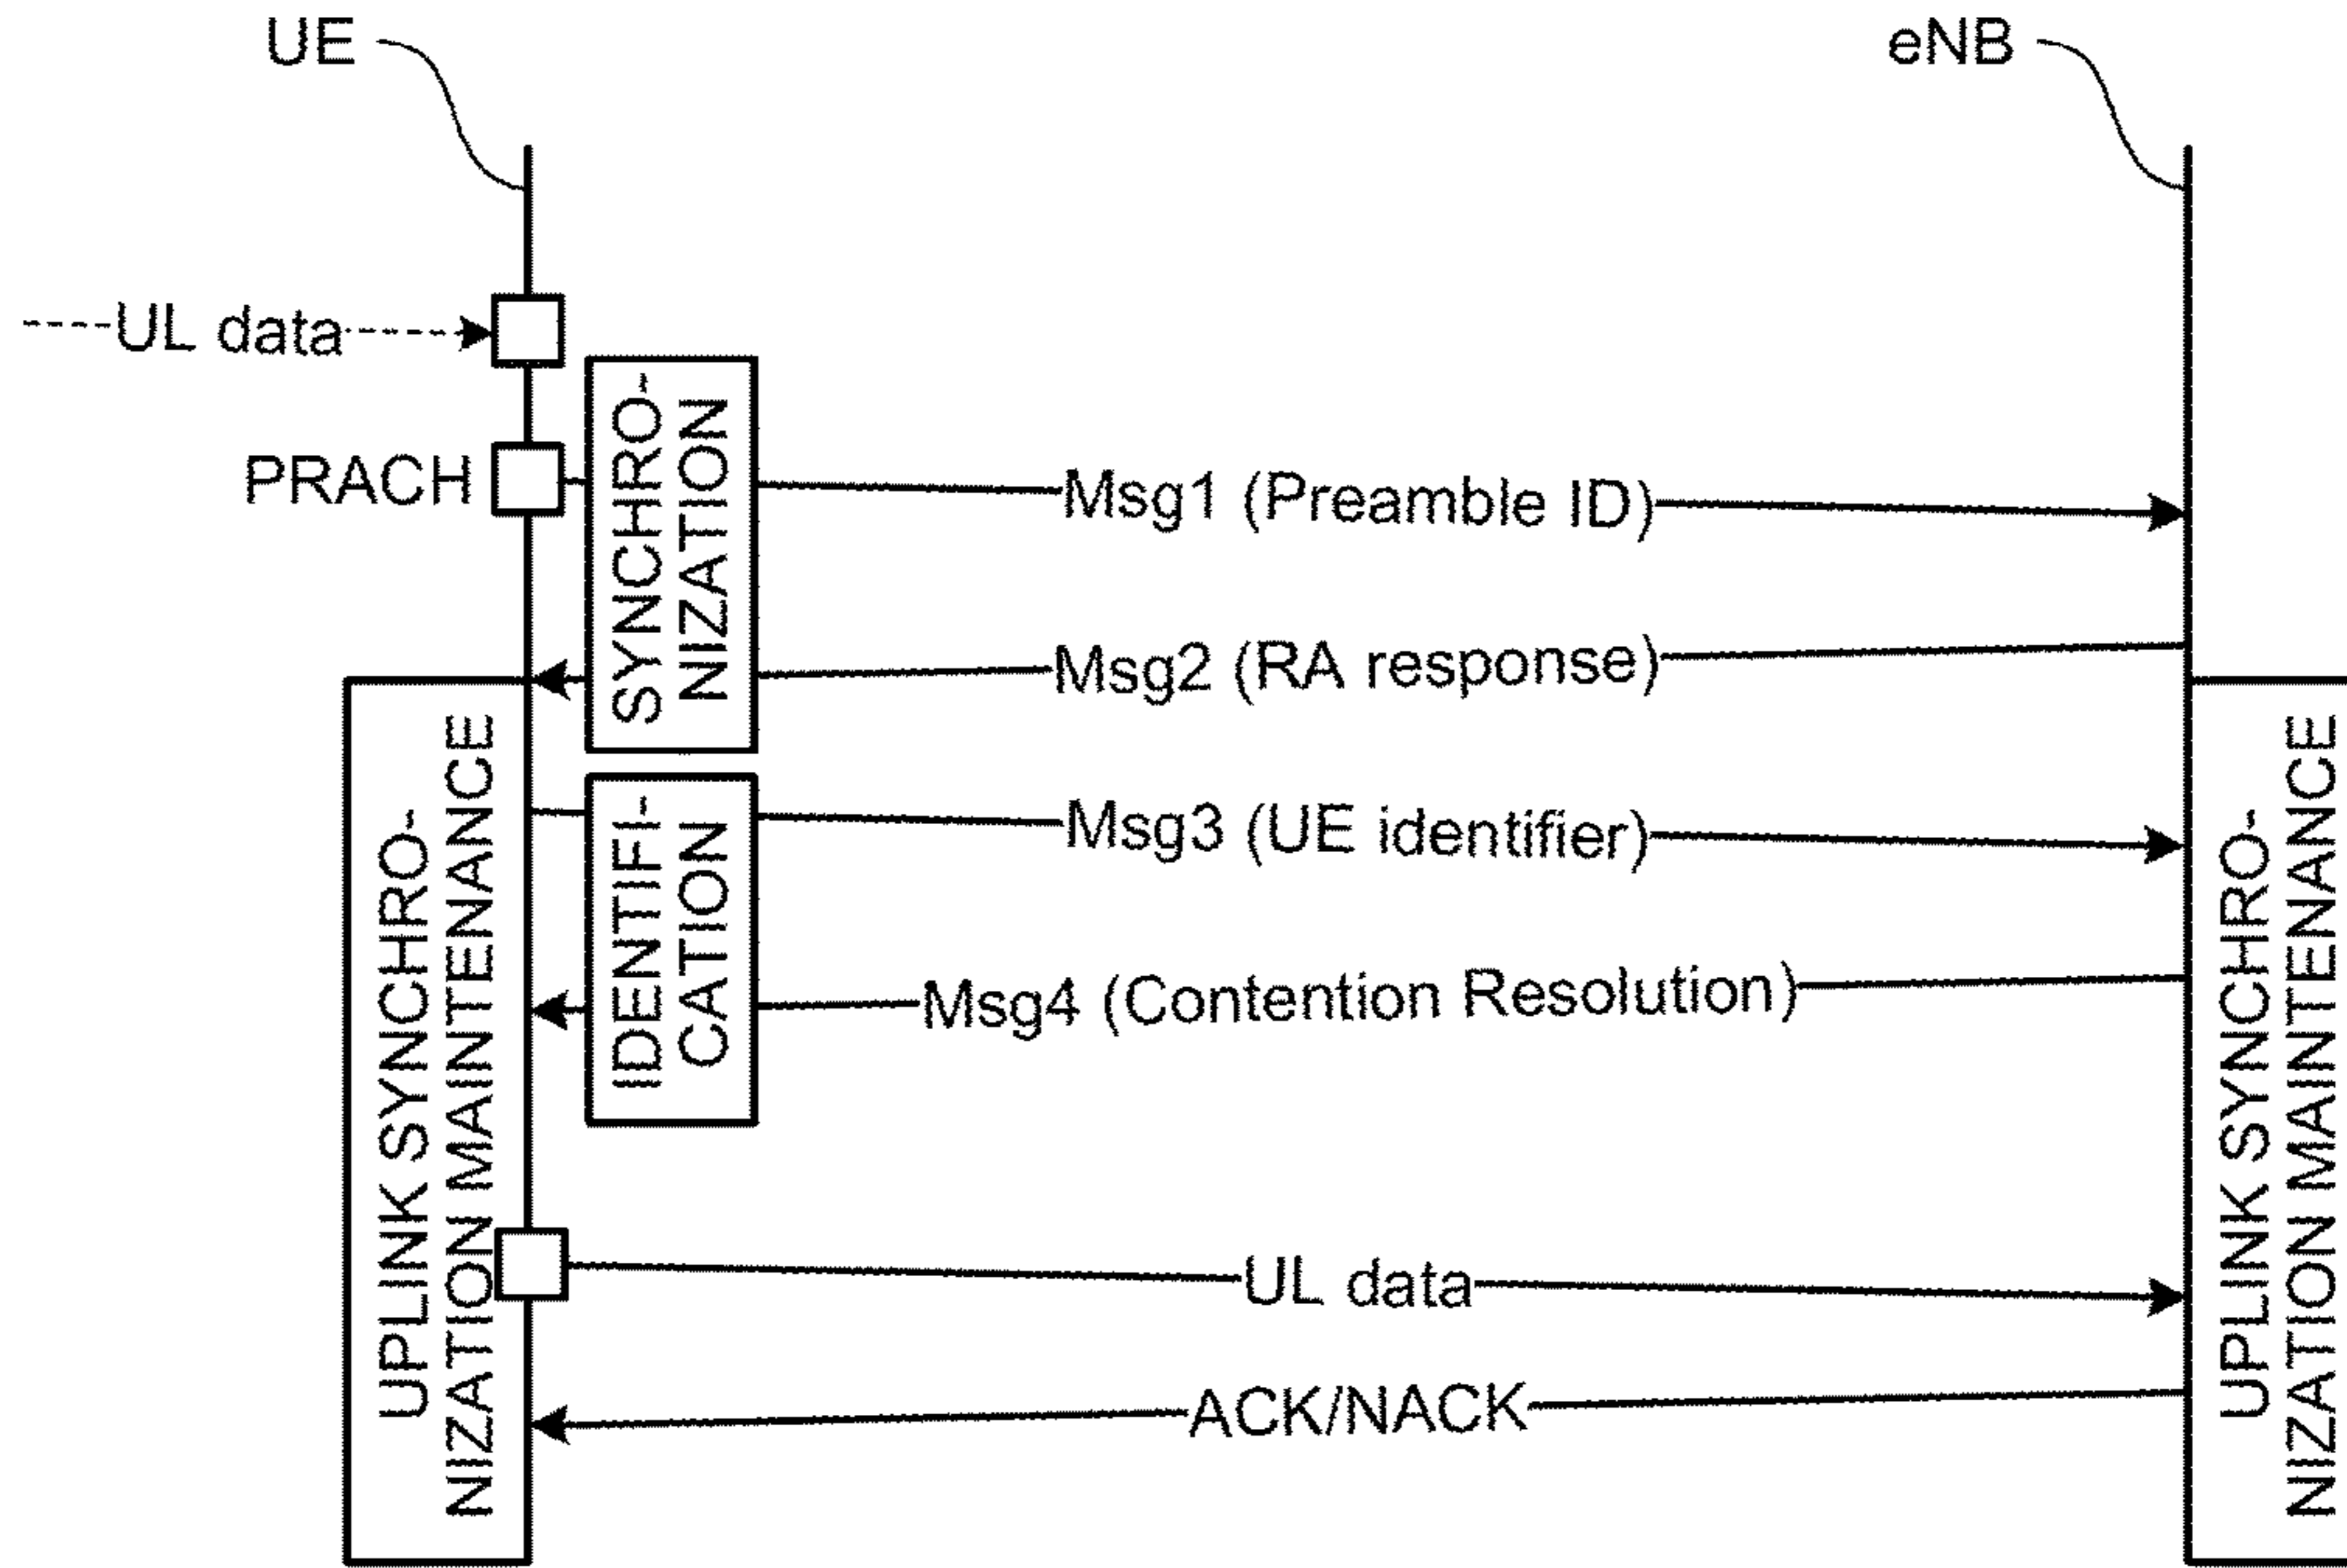 UE
eNB
UL data
PRACH
SYNCHRO-
NIZATION
Msg1 (Preamble ID)
Msg2 (RA response)
UPLINK SYNCHRO-
NIZATION MAINTENANCE
IDENTIFI-
CATION
Msg3 (UE identifier)
Msg4 (Contention Resolution)
UL data
ACK/NACK
UPLINK SYNCHRO-
NIZATION MAINTENANCE